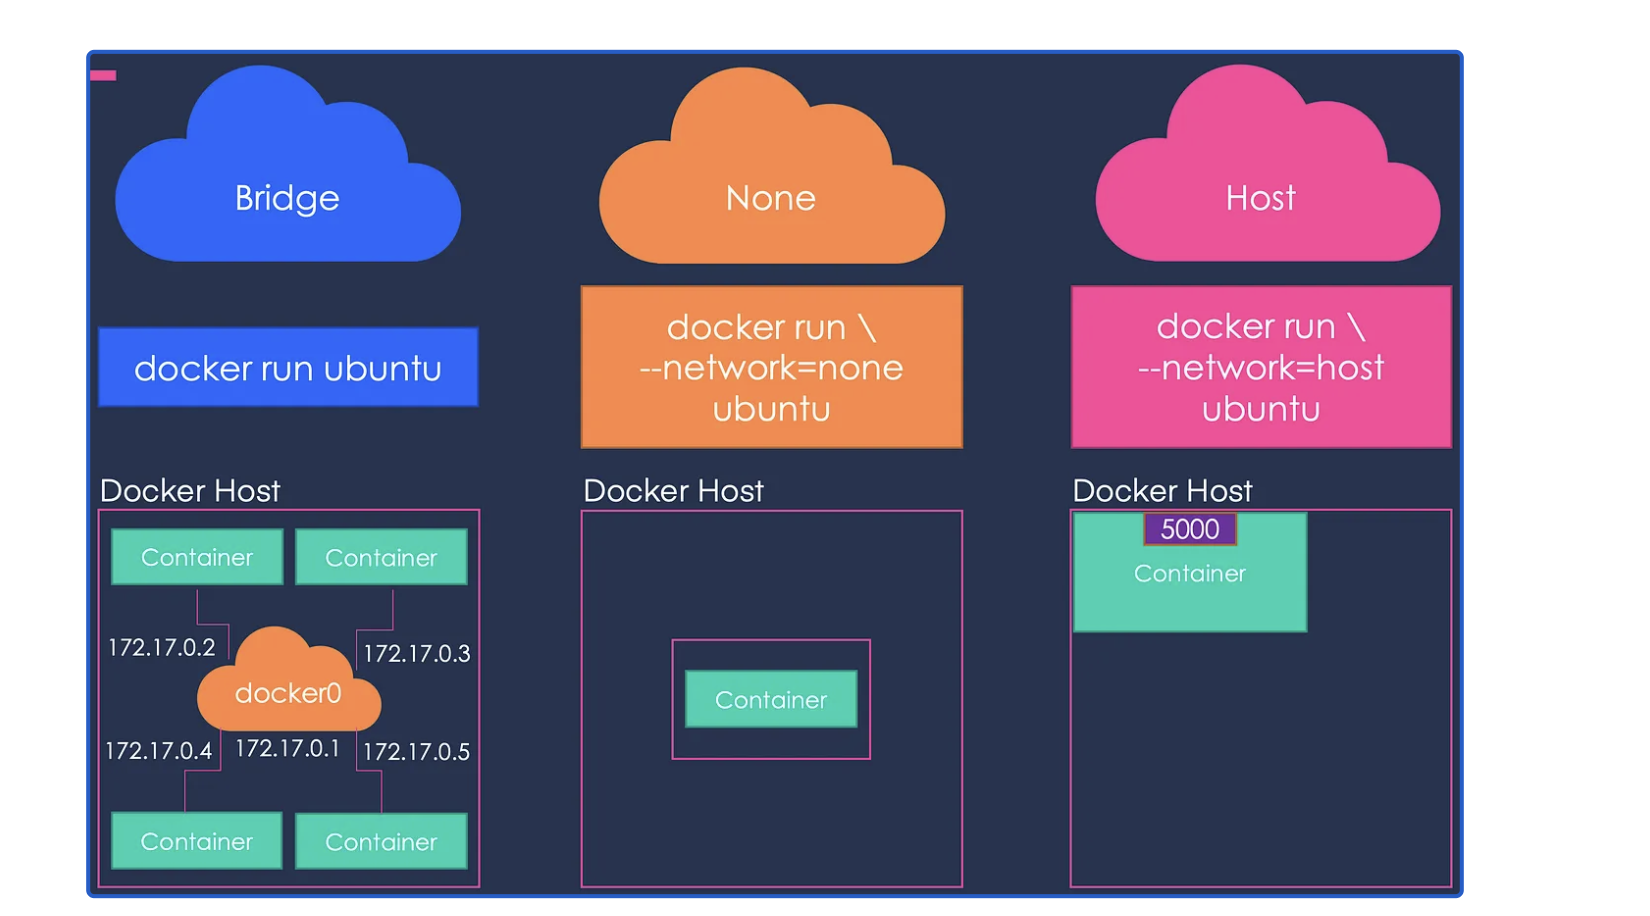 Bridge
docker run ubuntu
Docker Host
Container
Container
172.17.0.2
172.17.0.3
docker0
172.17.0.4
172.17.0.1
172.17.0.5
Container
Container
None
docker run \
--network=none
ubuntu
Docker Host
Container
Host
docker run \
--network=host
ubuntu
Docker Host
5000
Container